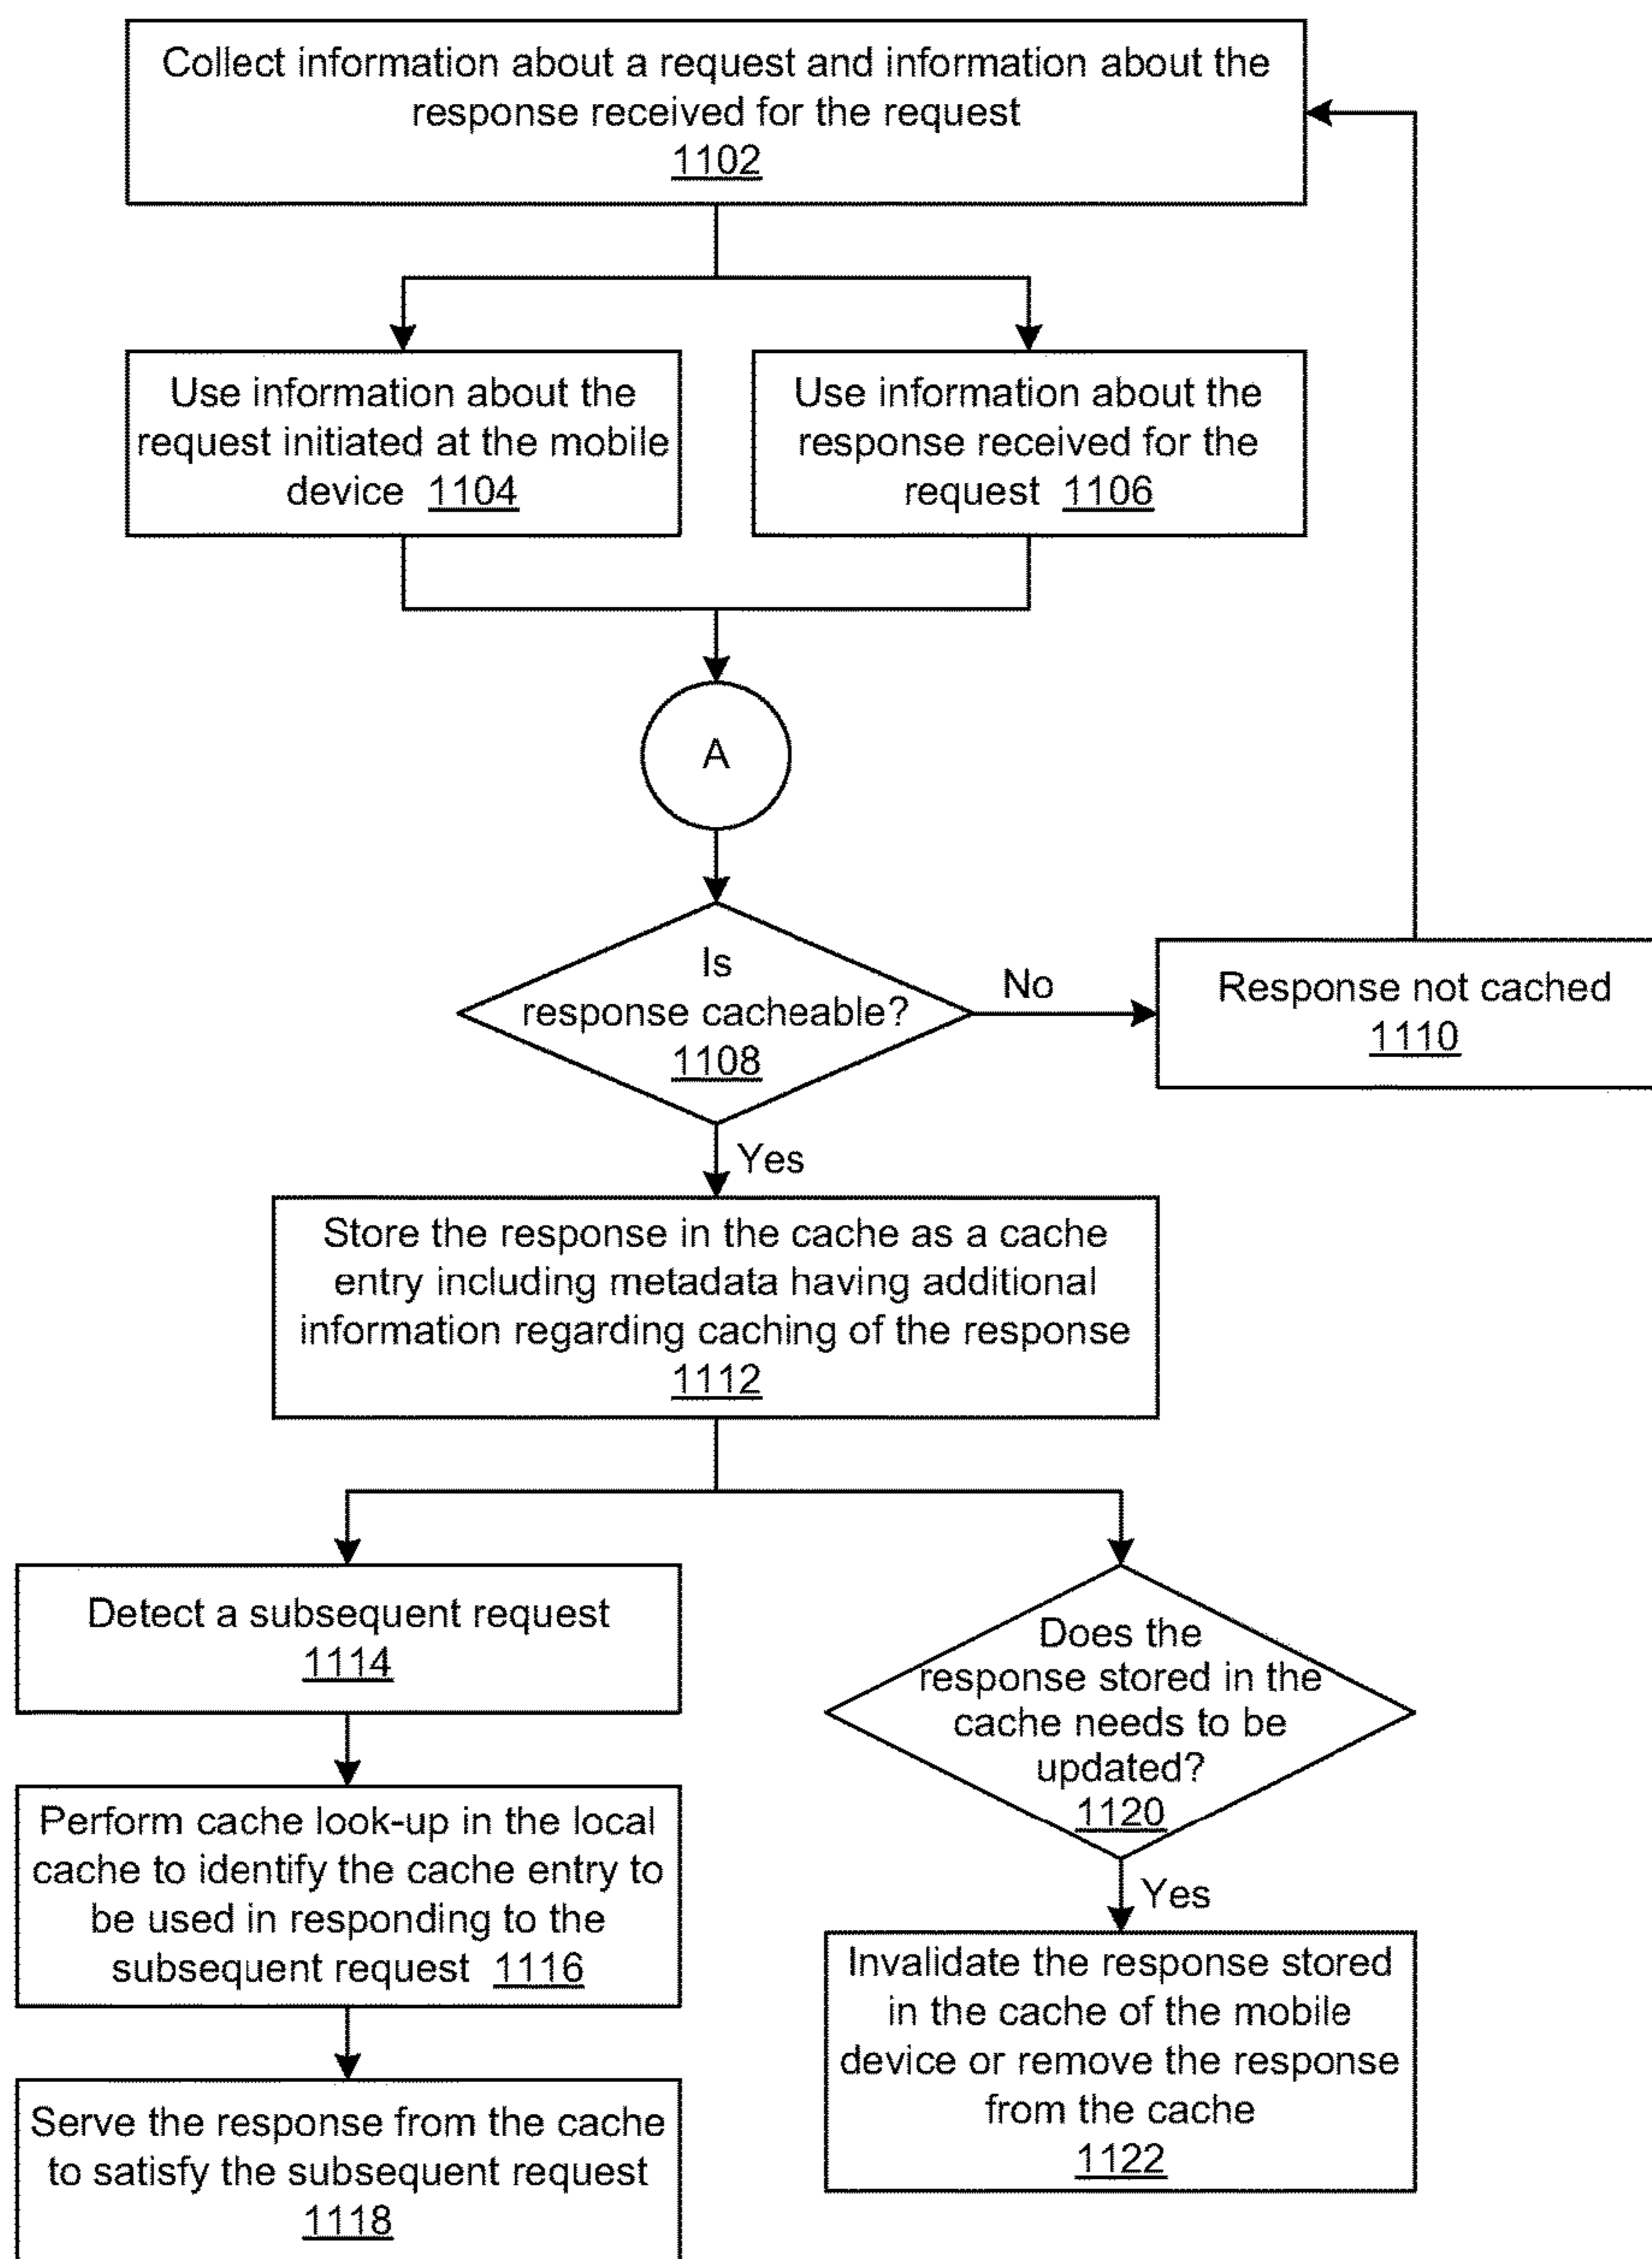 Collect information about a request and information about the
response received for the request
1102
Use information about the
request initiated at the mobile
device 1104
Use information about the
response received for the
request 1106
A
Is
response cacheable?
1108
No
Response not cached
1110
Yes
Store the response in the cache as a cache
entry including metadata having additional
information regarding caching of the response
1112
Detect a subsequent request
1114
Perform cache look-up in the local
cache to identify the cache entry to
be used in responding to the
subsequent request 1116
Serve the response from the cache
to satisfy the subsequent request
1118
Does the
response stored in the
cache needs to be
updated?
1120
Yes
Invalidate the response stored
in the cache of the mobile
device or remove the response
from the cache
1122